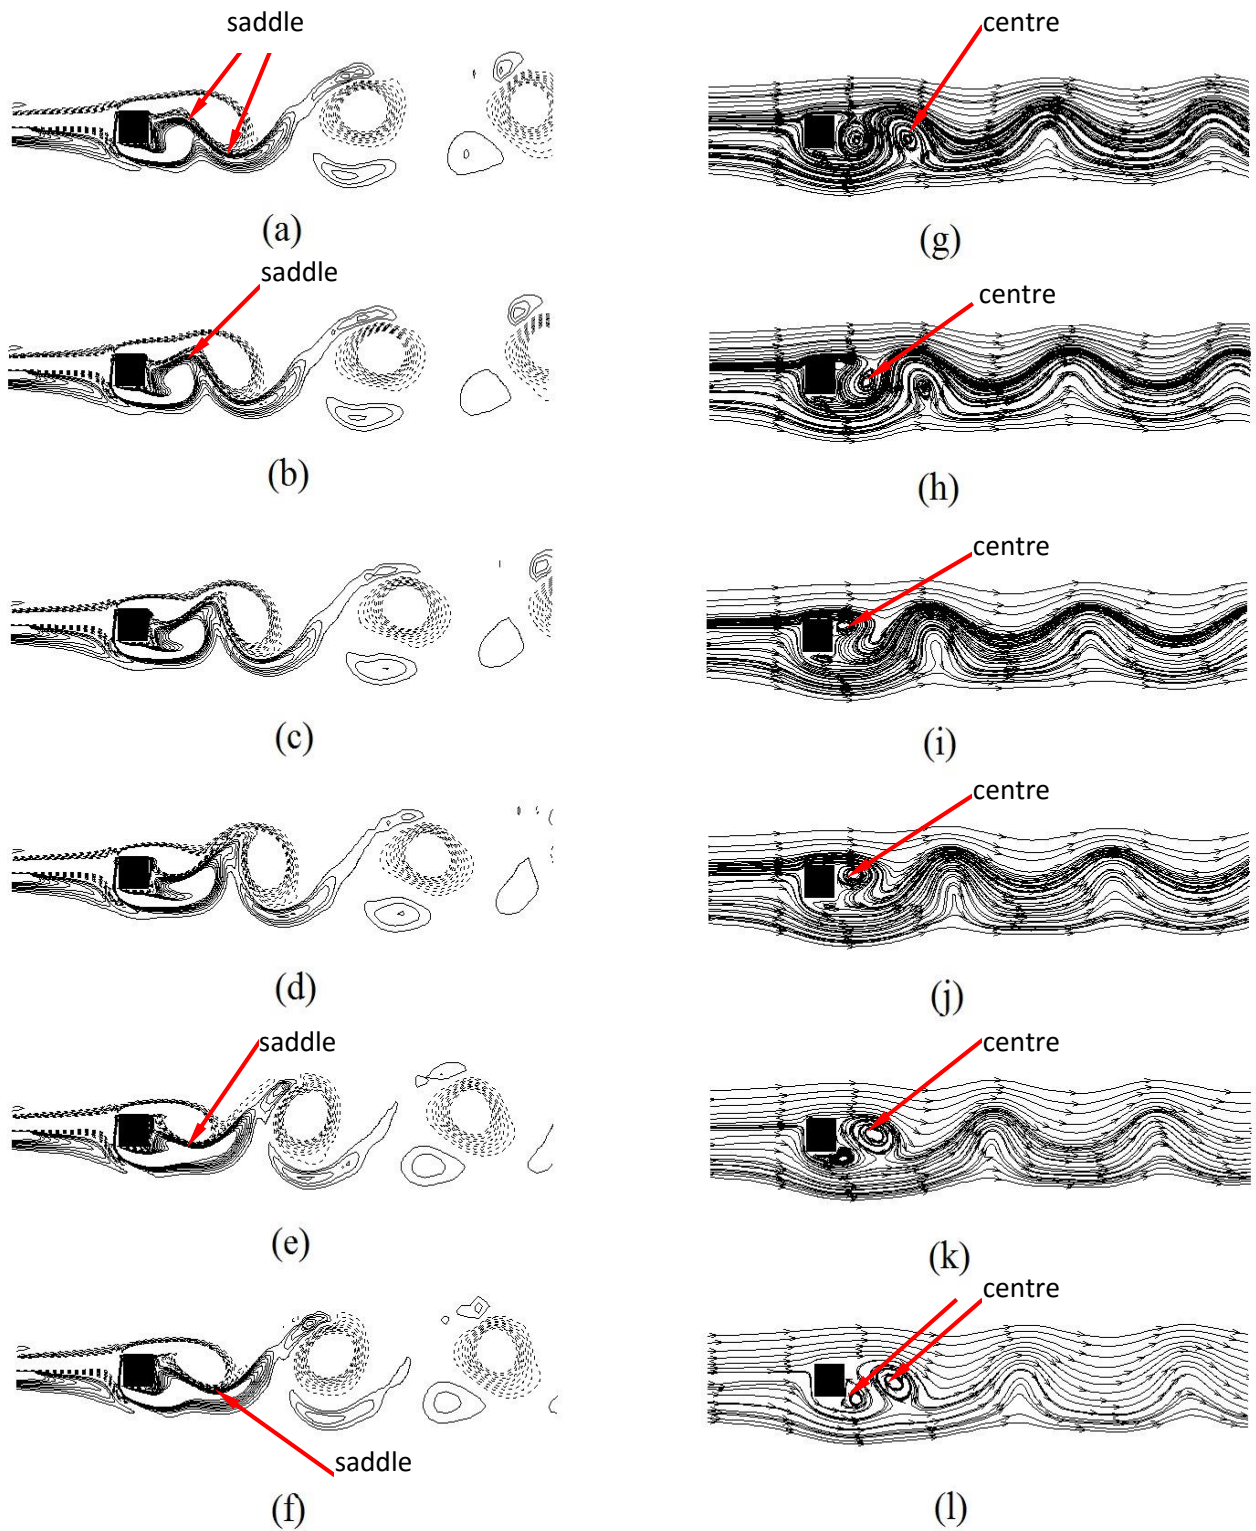 saddle
centre
(a)
(g)
saddle
centre
(b)
(h)
centre
(c)
(i)
centre
(d)
(j)
saddle
centre
(e)
(k)
centre
saddle
(f)
(l)